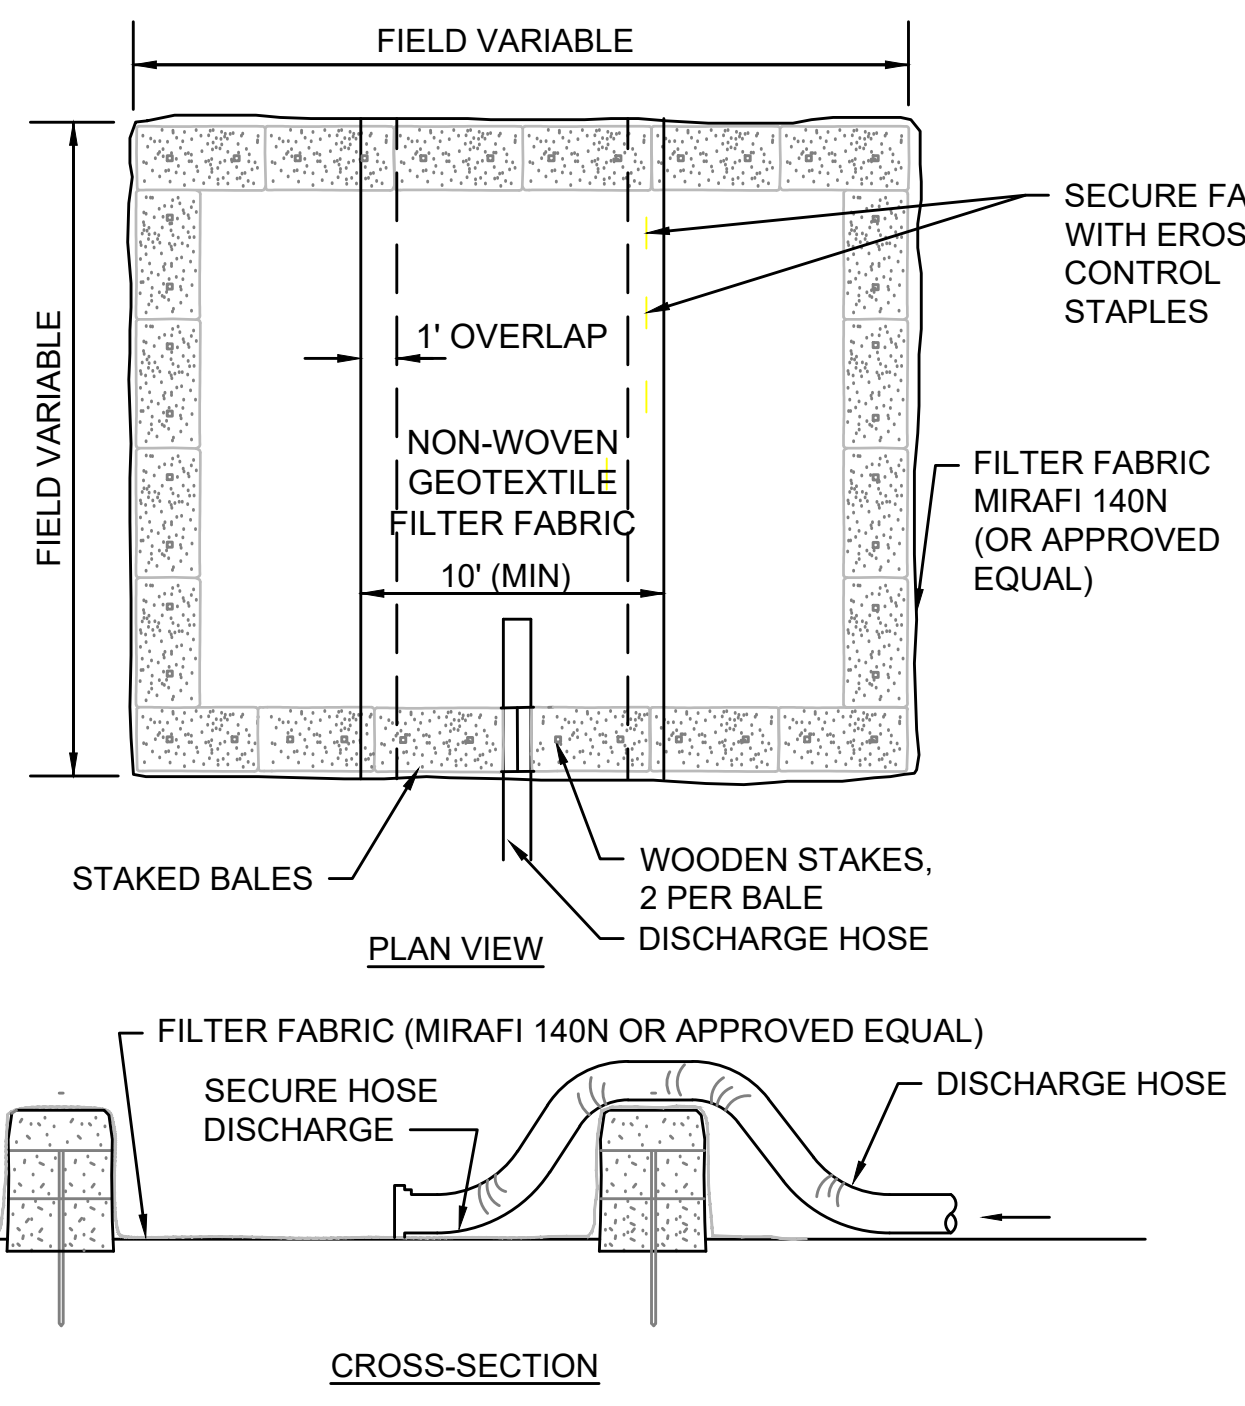 FIELD VARIABLE
FIELD VARIABLE
SECURE FA
WITH EROS
CONTROL
STAPLES
1' OVERLAP
NON-WOVEN
GEOTEXTILE
FILTER FABRIC
10' (MIN)
FILTER FABRIC
MIRAFI 140N
(OR APPROVED
EQUAL)
STAKED BALES
WOODEN STAKES,
2 PER BALE
DISCHARGE HOSE
PLAN VIEW
FILTER FABRIC (MIRAFI 140N OR APPROVED EQUAL)
SECURE HOSE
DISCHARGE
DISCHARGE HOSE
CROSS-SECTION